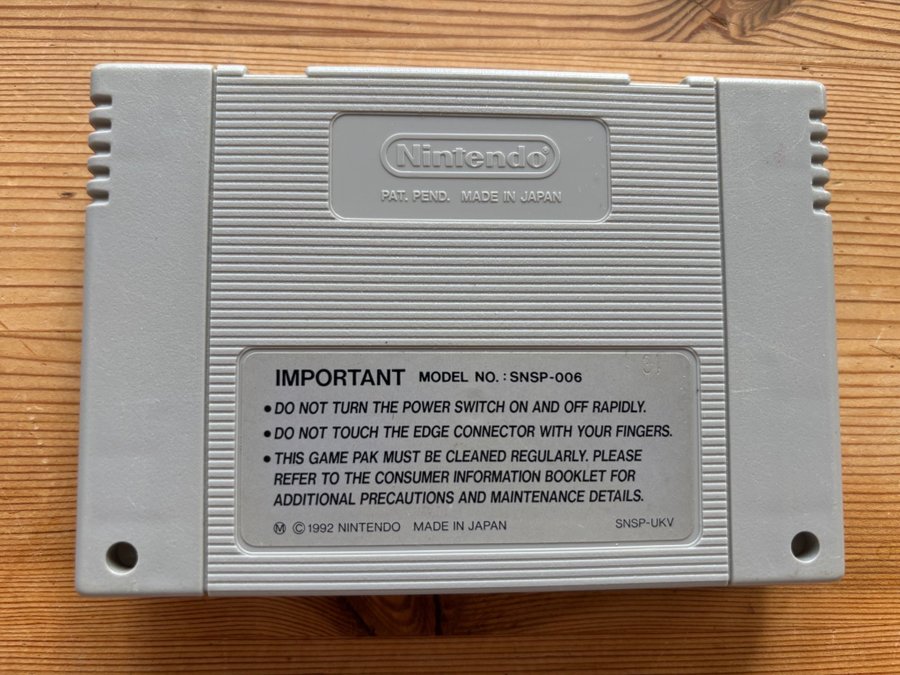 Nintendo®
PAT. PEND. MADE IN JAPAN
IMPORTANT MODEL NO. : SNSP-006
• DO NOT TURN THE POWER SWITCH ON AND OFF RAPIDLY.
• DO NOT TOUCH THE EDGE CONNECTOR WITH YOUR FINGERS.
• THIS GAME PAK MUST BE CLEANED REGULARLY. PLEASE
REFER TO THE CONSUMER INFORMATION BOOKLET FOR
ADDITIONAL PRECAUTIONS AND MAINTENANCE DETAILS.
Ⓜ © 1992 NINTENDO MADE IN JAPAN SNSP-UKV